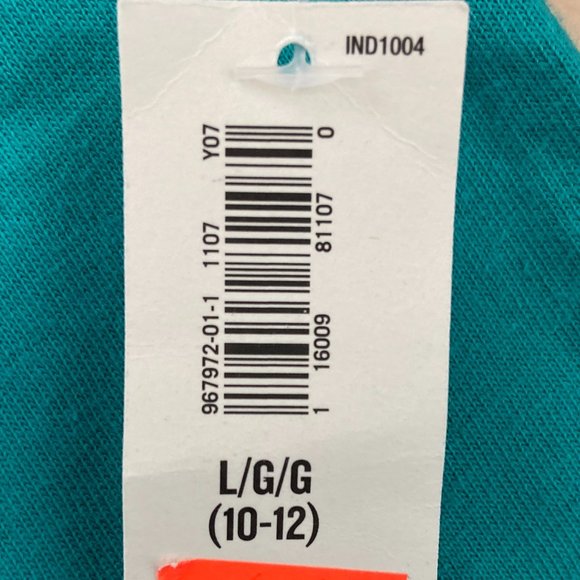 IND1004
967972-01-1 1107 Y07
1 16009 81107 0
L/G/G
(10-12)